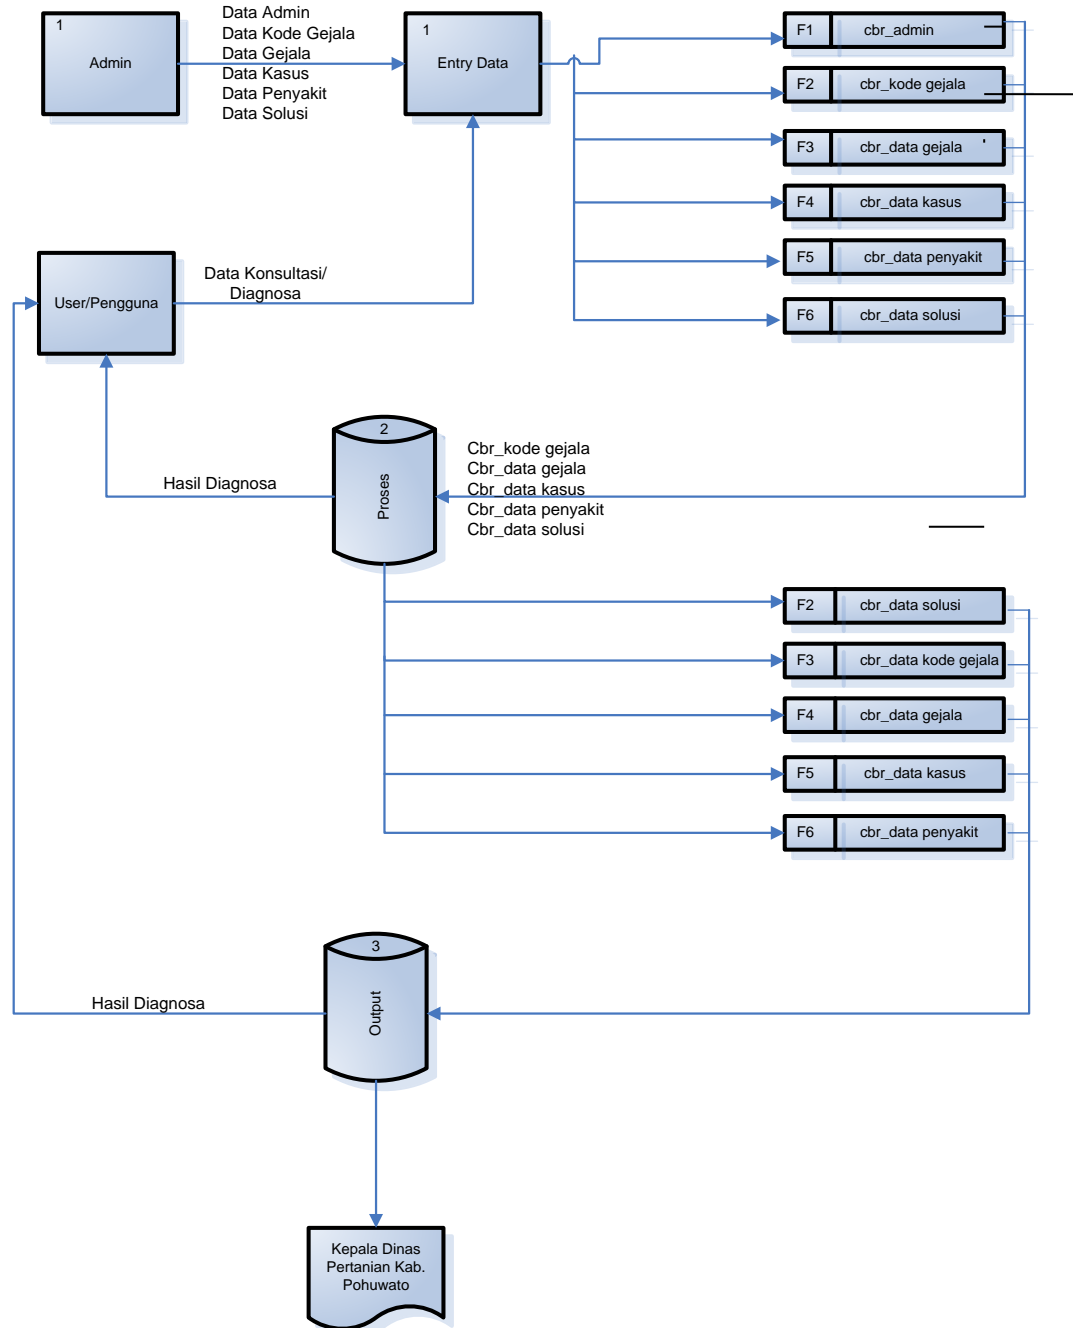 1
Admin
Data Admin
Data Kode Gejala
Data Gejala
Data Kasus
Data Penyakit
Data Solusi
1
Entry Data
F1 cbr_admin
F2 cbr_kode gejala
F3 cbr_data gejala
F4 cbr_data kasus
F5 cbr_data penyakit
F6 cbr_data solusi
User/Pengguna
Data Konsultasi/
Diagnosa
2
Proses
Hasil Diagnosa
Cbr_kode gejala
Cbr_data gejala
Cbr_data kasus
Cbr_data penyakit
Cbr_data solusi
F2 cbr_data solusi
F3 cbr_data kode gejala
F4 cbr_data gejala
F5 cbr_data kasus
F6 cbr_data penyakit
3
Output
Hasil Diagnosa
Kepala Dinas
Pertanian Kab.
Pohuwato